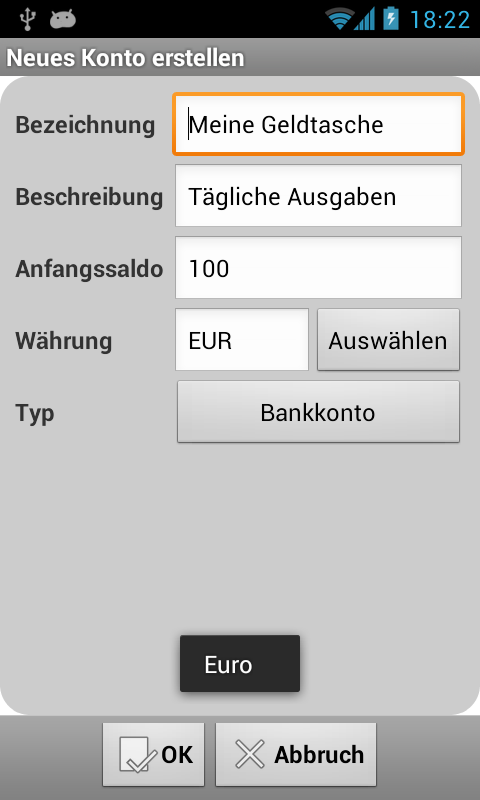 18:22
Neues Konto erstellen
Bezeichnung Meine Geldtasche
Beschreibung Tägliche Ausgaben
Anfangssaldo 100
Währung EUR Auswählen
Typ Bankkonto
Euro
OK Abbruch